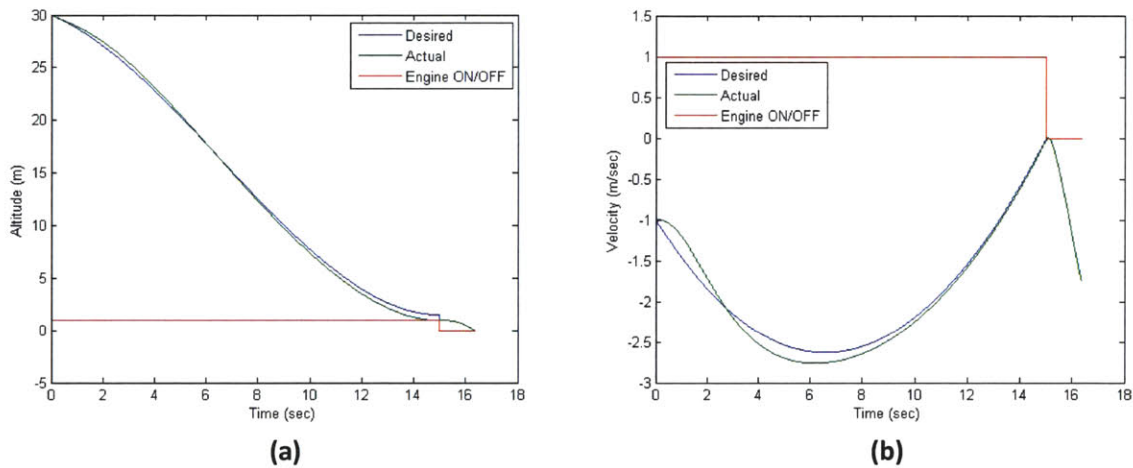 30
25
20
15
10
5
0
-5
Altitude (m)
Desired
Actual
Engine ON/OFF
0 2 4 6 8 10 12 14 16 18
Time (sec)
(a)
1.5
1
0.5
0
-0.5
-1
-1.5
-2
-2.5
-3
Velocity (m/sec)
Desired
Actual
Engine ON/OFF
0 2 4 6 8 10 12 14 16 18
Time (sec)
(b)